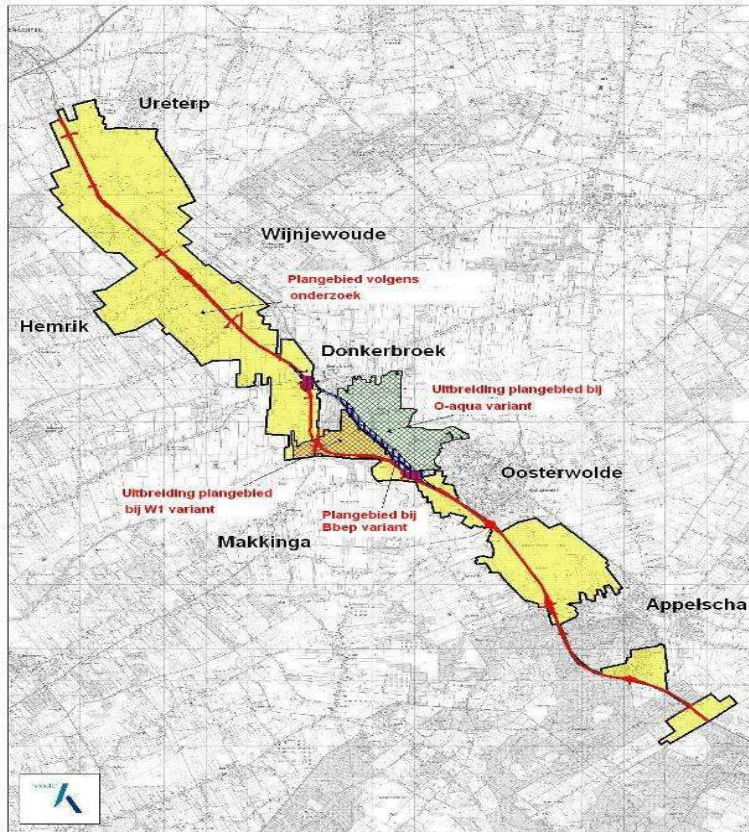 Ureterp
Wijnjewoude
Plangebied volgens
onderzoek
Hemrik
Donkerbroek
Uitbreiding plangebied bij
O-aqua variant
Oosterwolde
Uitbreiding plangebied
bij W1 variant
Plangebied bij
Bbep variant
Makkinga
Appelscha